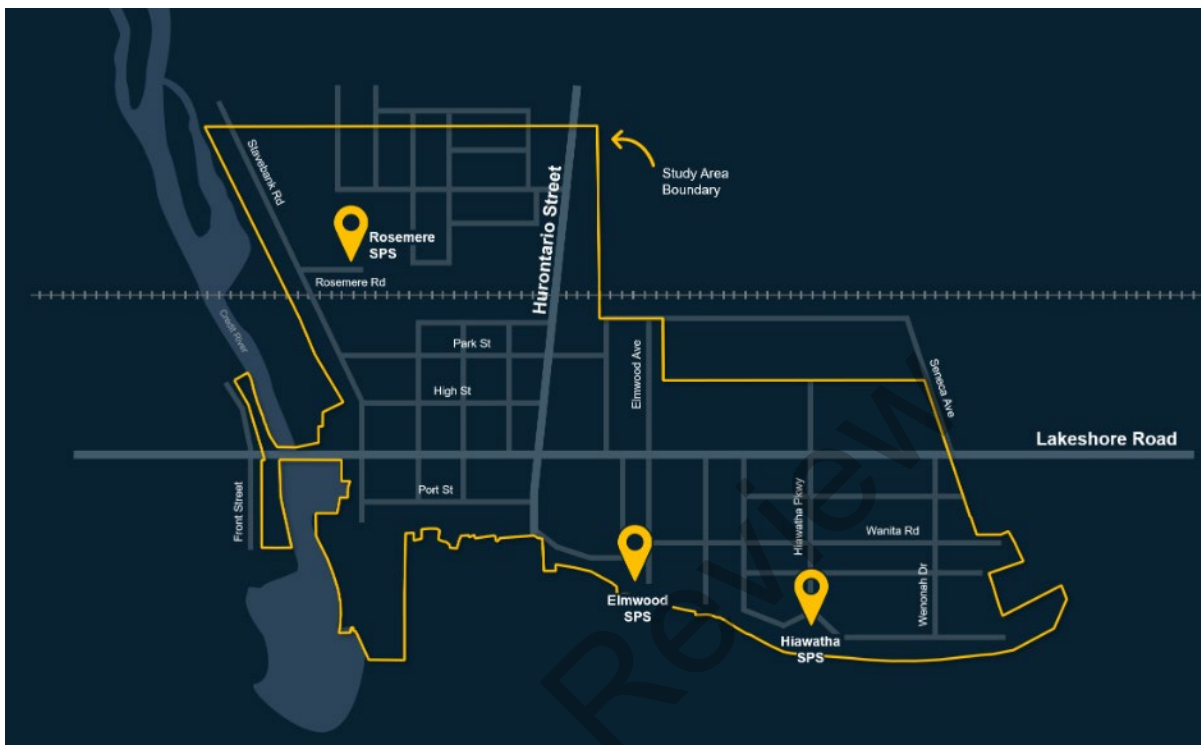 Stavebank Rd
Hurontario Street
Study Area
Boundary
Rosemere
SPS
Rosemere Rd
Credit River
Park St
Elmwood Ave
Seneca Ave
High St
Lakeshore Road
Port St
Front Street
Hiawatha Pkwy
Wanita Rd
Wenonah Dr
Elmwood
SPS
Hiawatha
SPS
Review